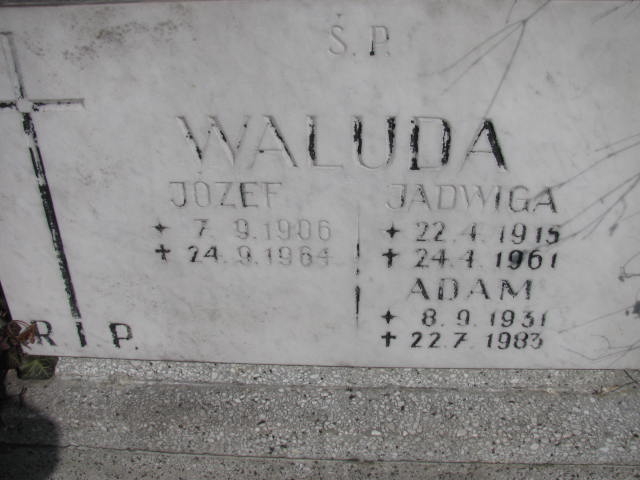 Ś.P.
WALUDA
JÓZEF
7.9.1906
24.9.1964
JADWIGA
22.4.1915
24.4.1961
ADAM
8.9.1931
22.7.1983
R.I.P.